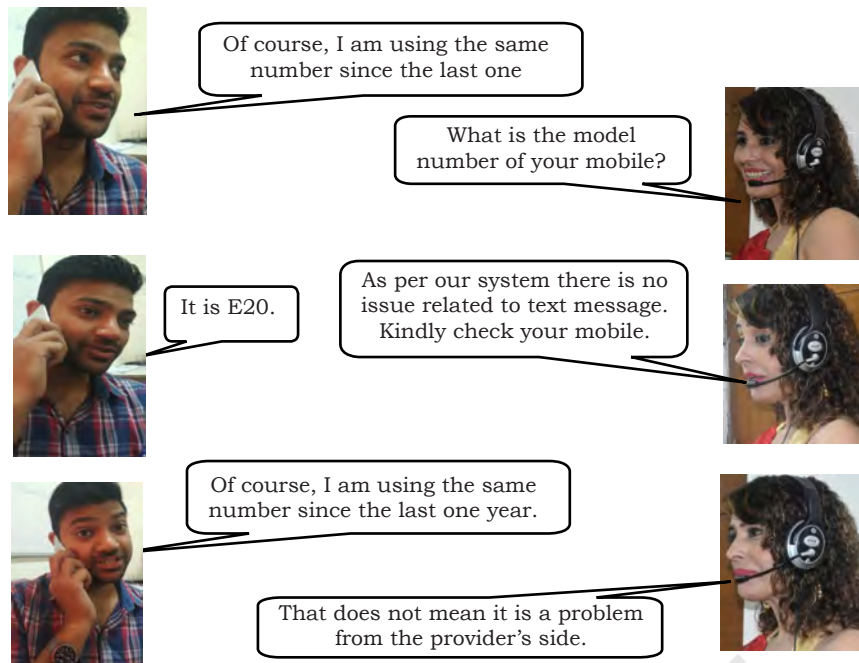 Of course, I am using the same
number since the last one
What is the model
number of your mobile?
It is E20.
As per our system there is no
issue related to text message.
Kindly check your mobile.
Of course, I am using the same
number since the last one year.
That does not mean it is a problem
from the provider's side.